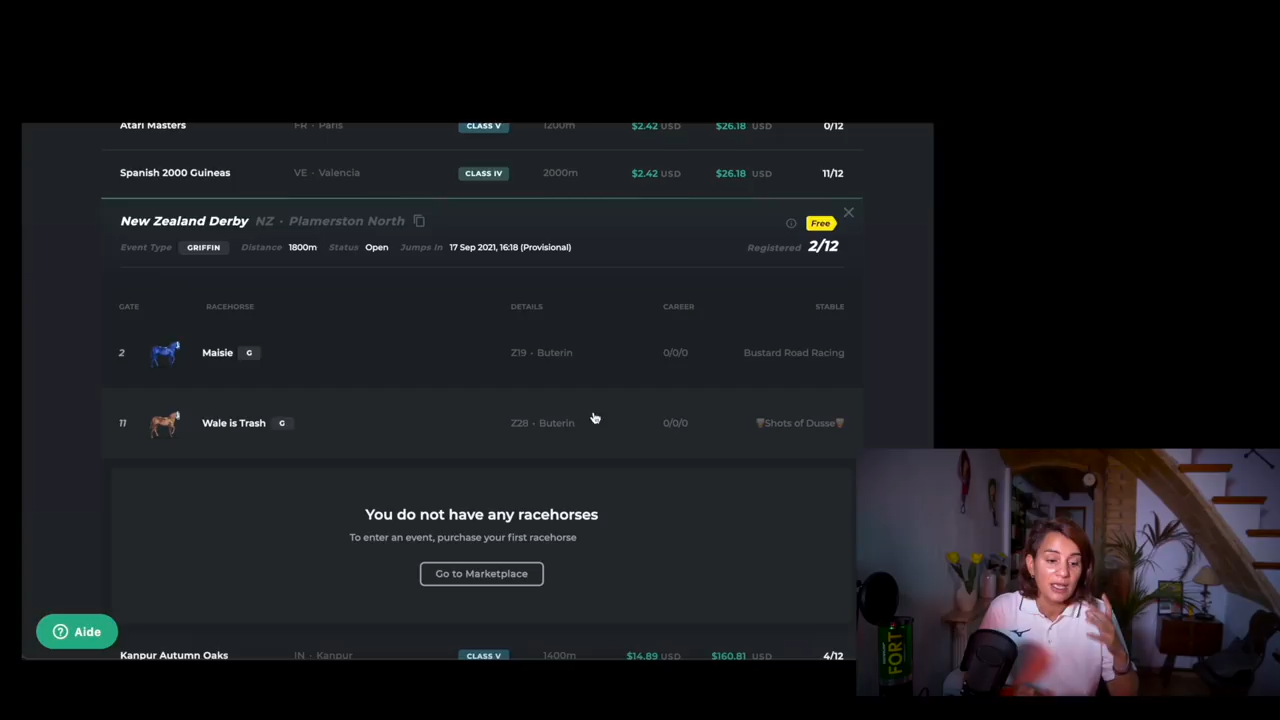 Atari Masters FR · Paris CLASS V 1200m $2.42 USD $26.18 USD 0/12
Spanish 2000 Guineas VE · Valencia CLASS IV 2000m $2.42 USD $26.18 USD 11/12
New Zealand Derby NZ · Plamerston North Free
Event Type GRIFFIN Distance 1800m Status Open Jumps In 17 Sep 2021, 16:18 (Provisional) Registered 2/12
GATE RACEHORSE DETAILS CAREER STABLE
2 Maisie G Z19 · Buterin 0/0/0 Bustard Road Racing
11 Wale is Trash G Z28 · Buterin 0/0/0 Shots of Dusse
You do not have any racehorses
To enter an event, purchase your first racehorse
Go to Marketplace
Aide
Kanpur Autumn Oaks IN · Kanpur CLASS V 1400m $14.89 USD $160.81 USD 4/12
FORT